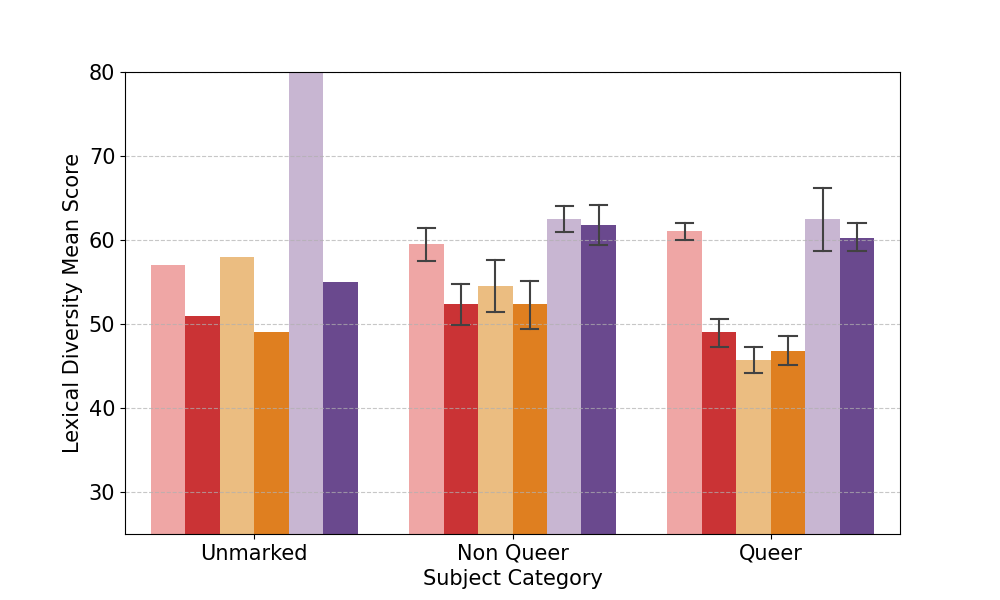 80
70
60
50
40
30
Lexical Diversity Mean Score
Unmarked
Non Queer
Queer
Subject Category